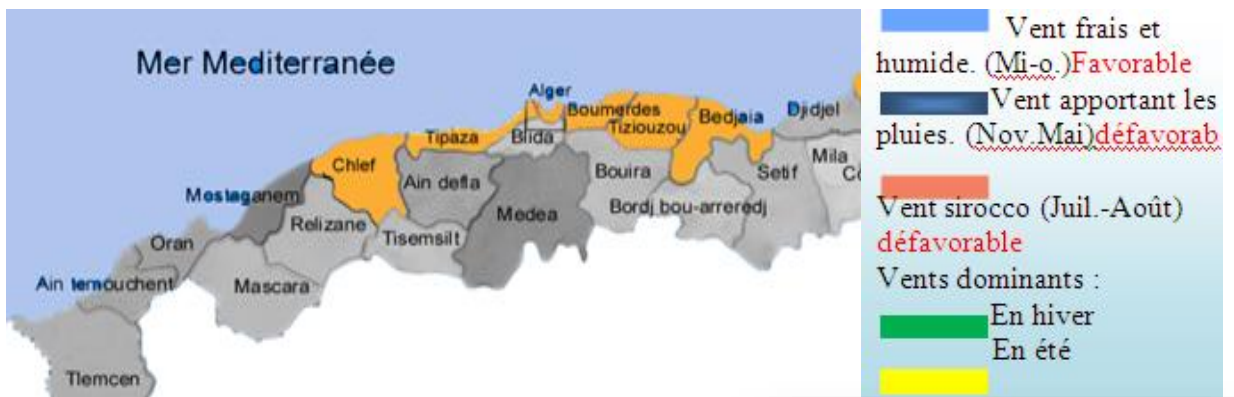 Mer Mediterranée
Alger
Boumerdes
Tiziouzou
Bedjaia
Djidjel
Tipaza
Blida
Chlef
Ain defla
Bouira
Setif
Mila
Mostaganem
Relizane
Medea
Bordj bou-arreredj
Tisemsilt
Oran
Ain temouchent
Mascara
Tlemcen
Vent frais et
humide. (Mi-o.)Favorable
Vent apportant les
pluies. (Nov.Mai)défavorab
Vent sirocco (Juil.-Août)
défavorable
Vents dominants :
En hiver
En été